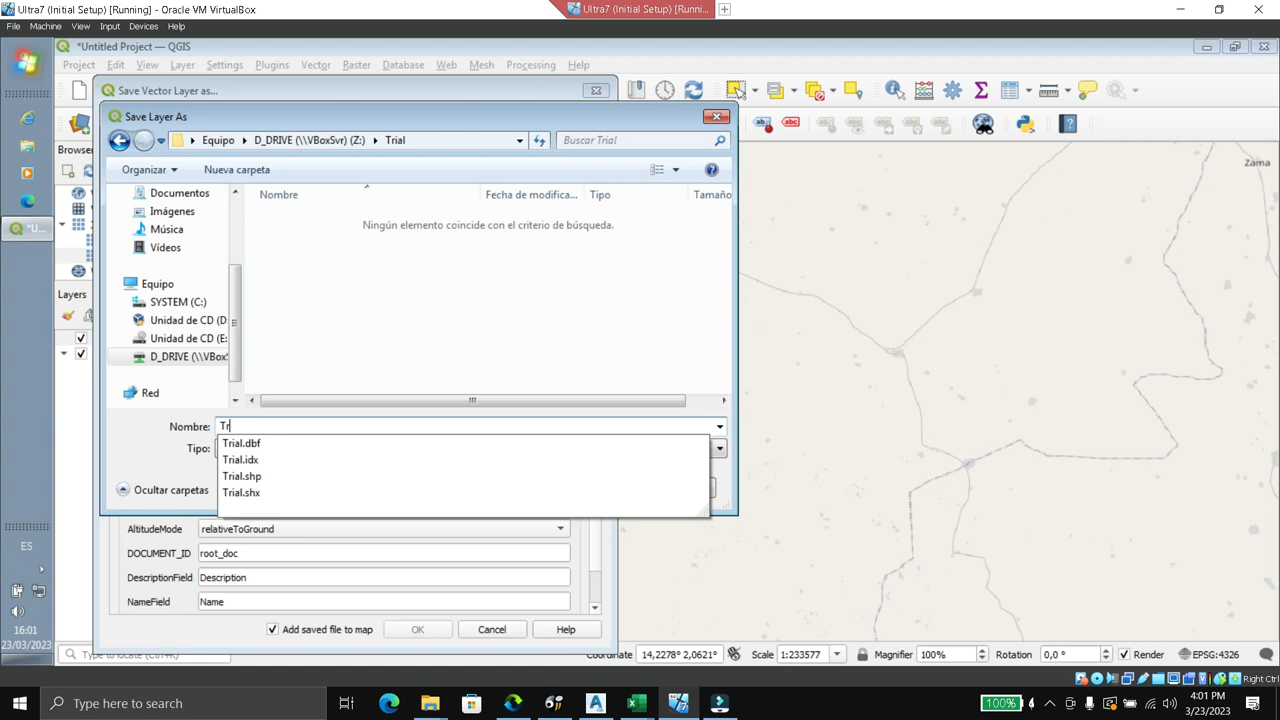 Ultra7 (Initial Setup) [Running] - Oracle VM VirtualBox
Ultra7 (Initial Setup) [Runni...
File Machine View Input Devices Help
*Untitled Project — QGIS
Project Edit View Layer Settings Plugins Vector Raster Database Web Mesh Processing Help
Save Vector Layer as...
Save Layer As
Equipo D_DRIVE (\\VBoxSvr) (Z:) Trial
Buscar Trial
Organizar Nueva carpeta
Brows
Documentos
Imágenes
Música
Vídeos
Equipo
SYSTEM (C:)
Unidad de CD (D:
Unidad de CD (E:
D_DRIVE (\\VBoxS
Red
Nombre Fecha de modifica... Tipo Tamaño
Ningún elemento coincide con el criterio de búsqueda.
Zama
"U...
Layers
Nombre: Tr
Tipo:
Trial.dbf
Trial.idx
Trial.shp
Trial.shx
Ocultar carpetas
AltitudeMode relativeToGround
DOCUMENT_ID root_doc
DescriptionField Description
NameField Name
Add saved file to map OK Cancel Help
ES
16:01
23/03/2023
Type to locate (Ctrl+K)
Coordinate 14,2278° 2,0621° Scale 1:233577 Magnifier 100% Rotation 0,0 ° Render EPSG:4326
Right Ctrl
Type here to search
100%
4:01 PM
3/23/2023